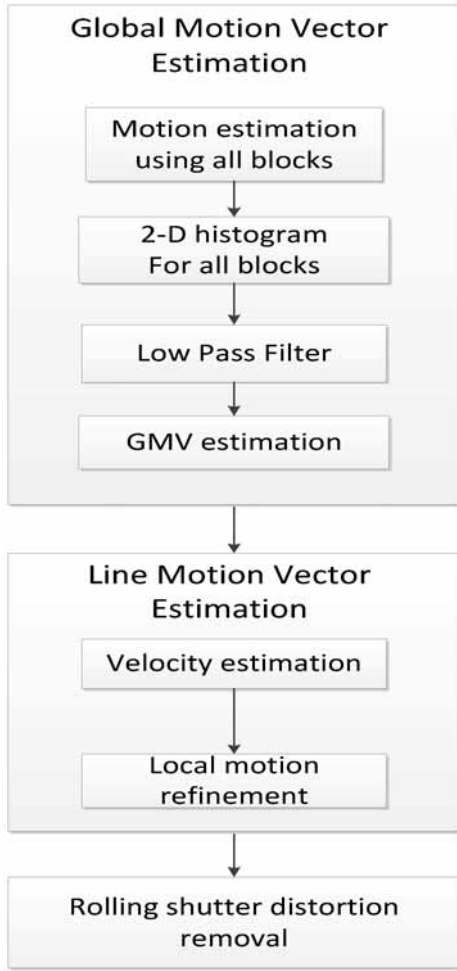 Global Motion Vector
Estimation
Motion estimation
using all blocks
2-D histogram
For all blocks
Low Pass Filter
GMV estimation
Line Motion Vector
Estimation
Velocity estimation
Local motion
refinement
Rolling shutter distortion
removal